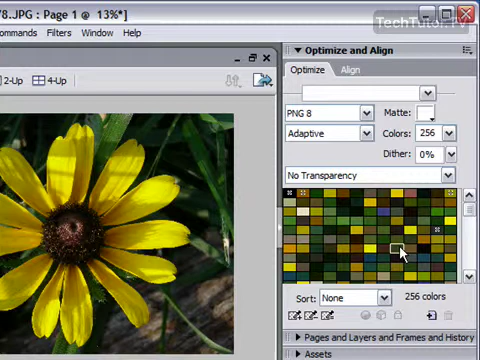 78.JPG : Page 1 @ 13%*]
TechTutor.TV
ommands Filters Window Help
Optimize and Align
2-Up 4-Up
Optimize Align
PNG 8 Matte:
Adaptive Colors: 256
Dither: 0%
No Transparency
Sort: None 256 colors
Pages and Layers and Frames and History
Assets